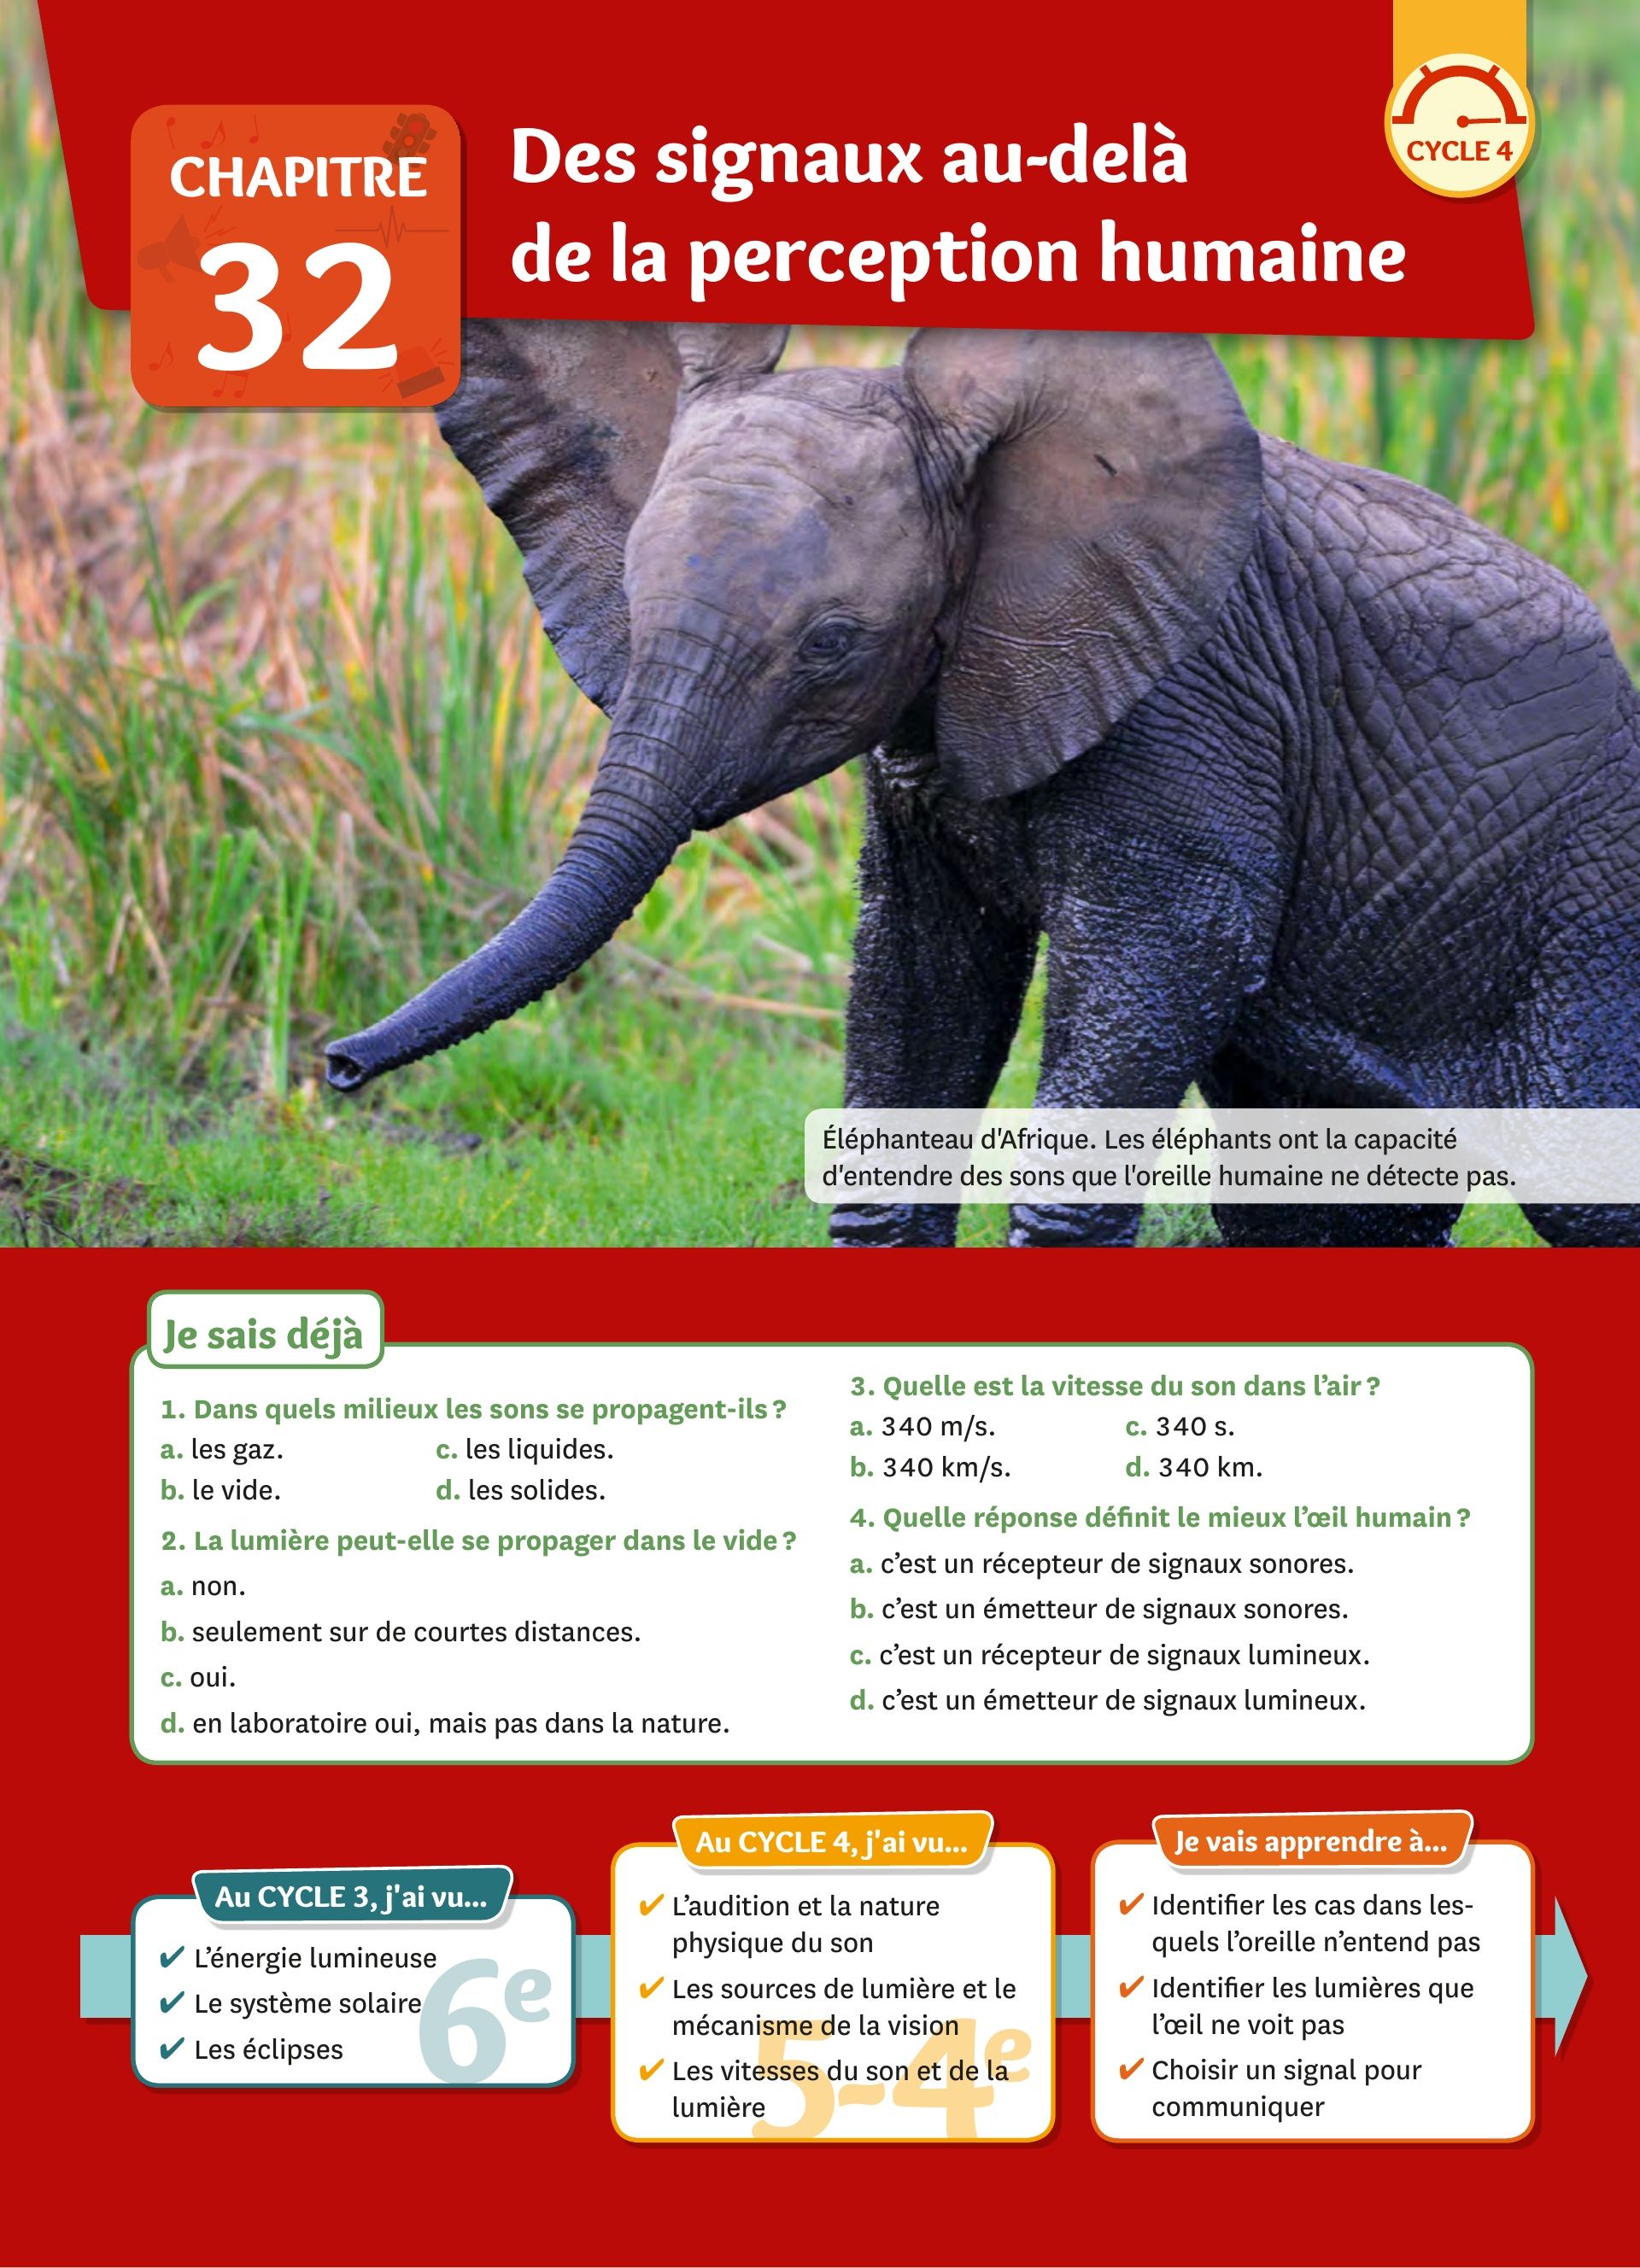 CHAPITRE
32
Des signaux au-delà
de la perception humaine
CYCLE 4
Éléphanteau d'Afrique. Les éléphants ont la capacité
d'entendre des sons que l'oreille humaine ne détecte pas.
Je sais déjà
1. Dans quels milieux les sons se propagent-ils ?
a. les gaz.
c. les liquides.
b. le vide.
d. les solides.
2. La lumière peut-elle se propager dans le vide ?
a. non.
b. seulement sur de courtes distances.
c. oui.
d. en laboratoire oui, mais pas dans la nature.
3. Quelle est la vitesse du son dans l’air ?
a. 340 m/s.
c. 340 s.
b. 340 km/s.
d. 340 km.
4. Quelle réponse définit le mieux l’œil humain ?
a. c’est un récepteur de signaux sonores.
b. c’est un émetteur de signaux sonores.
c. c’est un récepteur de signaux lumineux.
d. c’est un émetteur de signaux lumineux.
Au CYCLE 3, j'ai vu...
✔ L’énergie lumineuse
✔ Le système solaire
✔ Les éclipses
6e
Au CYCLE 4, j'ai vu...
✔ L’audition et la nature
physique du son
✔ Les sources de lumière et le
mécanisme de la vision
✔ Les vitesses du son et de la
lumière
5-4e
Je vais apprendre à...
✔ Identifier les cas dans les-
quels l’oreille n’entend pas
✔ Identifier les lumières que
l’œil ne voit pas
✔ Choisir un signal pour
communiquer